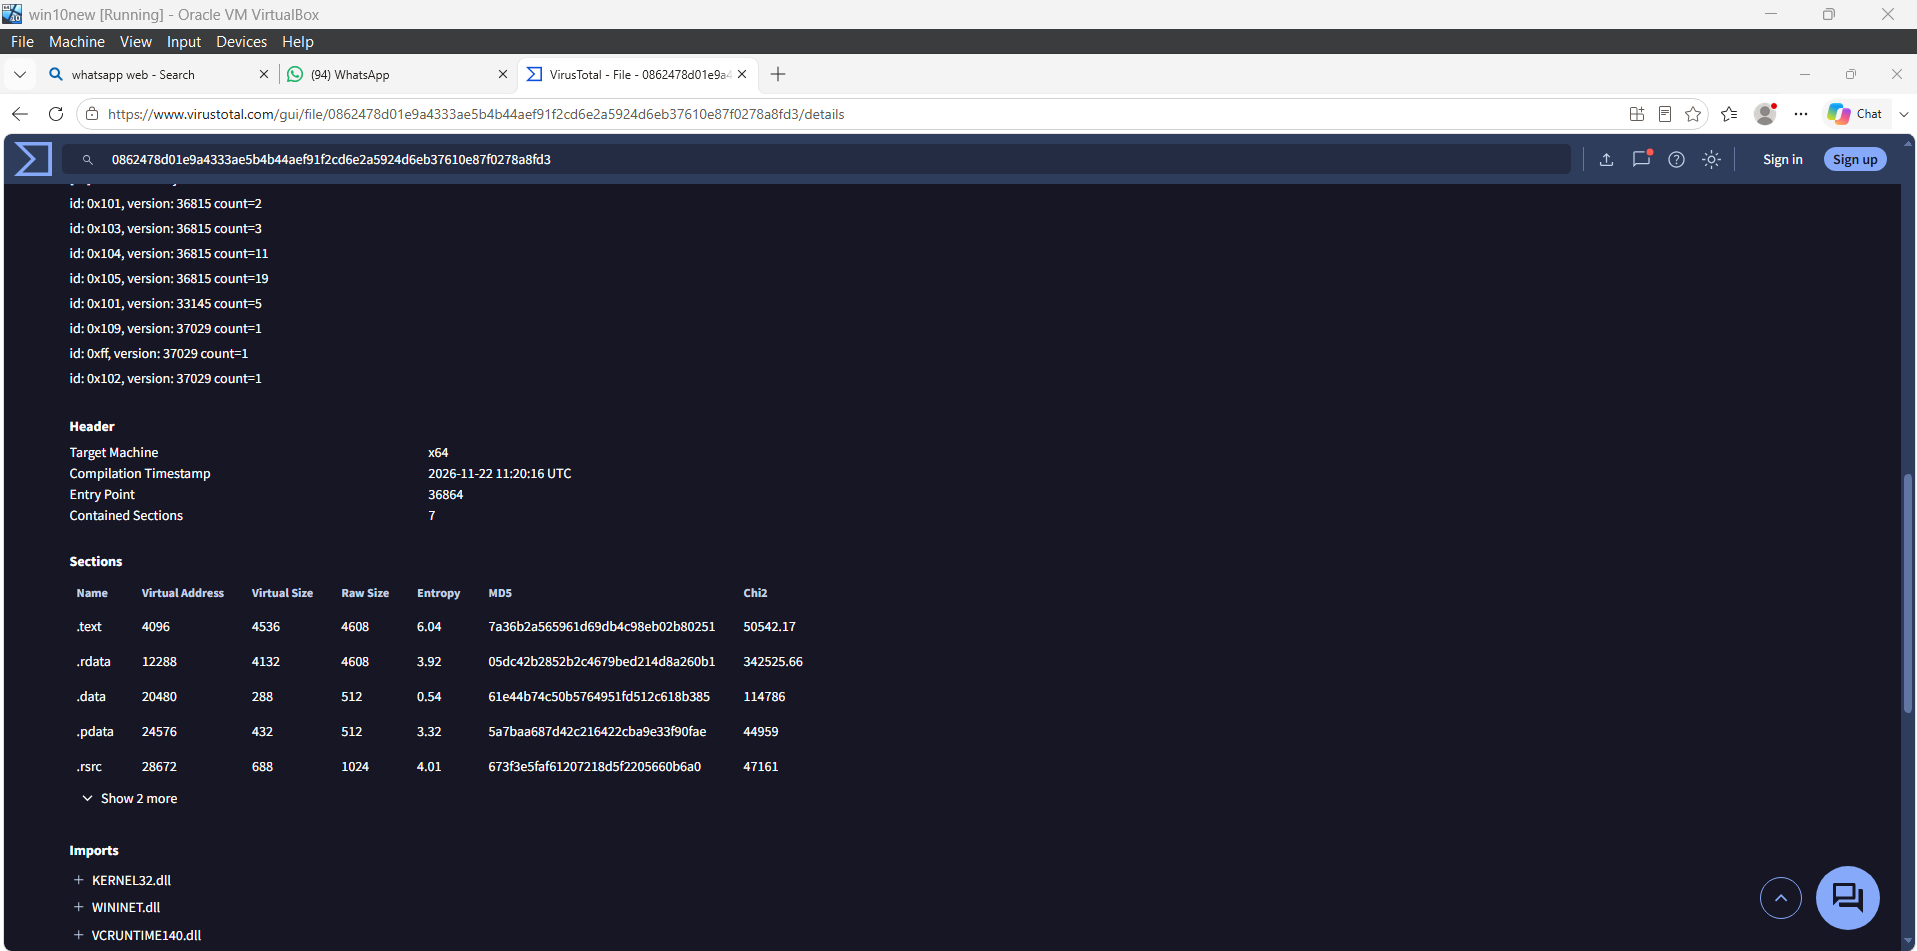 win10new [Running] - Oracle VM VirtualBox
File Machine View Input Devices Help
whatsapp web - Search
(94) WhatsApp
VirusTotal - File - 0862478d01e9a4
https://www.virustotal.com/gui/file/0862478d01e9a4333ae5b4b44aef91f2cd6e2a5924d6eb37610e87f0278a8fd3/details
Chat
0862478d01e9a4333ae5b4b44aef91f2cd6e2a5924d6eb37610e87f0278a8fd3
Sign in
Sign up
id: 0x101, version: 36815 count=2
id: 0x103, version: 36815 count=3
id: 0x104, version: 36815 count=11
id: 0x105, version: 36815 count=19
id: 0x101, version: 33145 count=5
id: 0x109, version: 37029 count=1
id: 0xff, version: 37029 count=1
id: 0x102, version: 37029 count=1
Header
Target Machine x64
Compilation Timestamp 2026-11-22 11:20:16 UTC
Entry Point 36864
Contained Sections 7
Sections
Name Virtual Address Virtual Size Raw Size Entropy MD5 Chi2
.text 4096 4536 4608 6.04 7a36b2a565961d69db4c98eb02b80251 50542.17
.rdata 12288 4132 4608 3.92 05dc42b2852b2c4679bed214d8a260b1 342525.66
.data 20480 288 512 0.54 61e44b74c50b5764951fd512c618b385 114786
.pdata 24576 432 512 3.32 5a7baa687d42c216422cba9e33f90fae 44959
.rsrc 28672 688 1024 4.01 673f3e5faf61207218d5f2205660b6a0 47161
Show 2 more
Imports
KERNEL32.dll
WININET.dll
VCRUNTIME140.dll